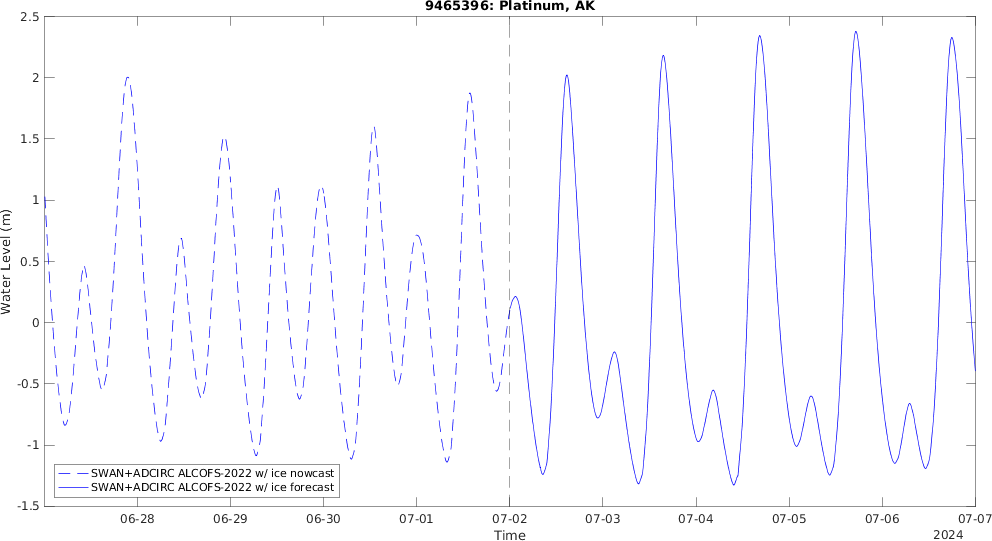 9465396: Platinum, AK
2.5
2
1.5
1
0.5
0
-0.5
-1
-1.5
Water Level (m)
SWAN+ADCIRC ALCOFS-2022 w/ ice nowcast
SWAN+ADCIRC ALCOFS-2022 w/ ice forecast
06-28 06-29 06-30 07-01 07-02 07-03 07-04 07-05 07-06 07-07
Time
2024